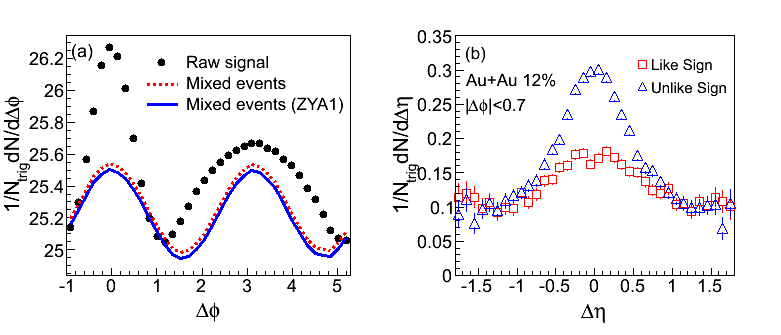 (a)
Raw signal
Mixed events
Mixed events (ZYA1)
1/N_trig dN/dΔϕ
26.2
26
25.8
25.6
25.4
25.2
25
-1 0 1 2 3 4 5
Δϕ
(b)
Like Sign
Unlike Sign
Au+Au 12%
|Δϕ|<0.7
1/N_trig dN/dΔη
0.35
0.3
0.25
0.2
0.15
0.1
0.05
0
-1.5 -1 -0.5 0 0.5 1 1.5
Δη